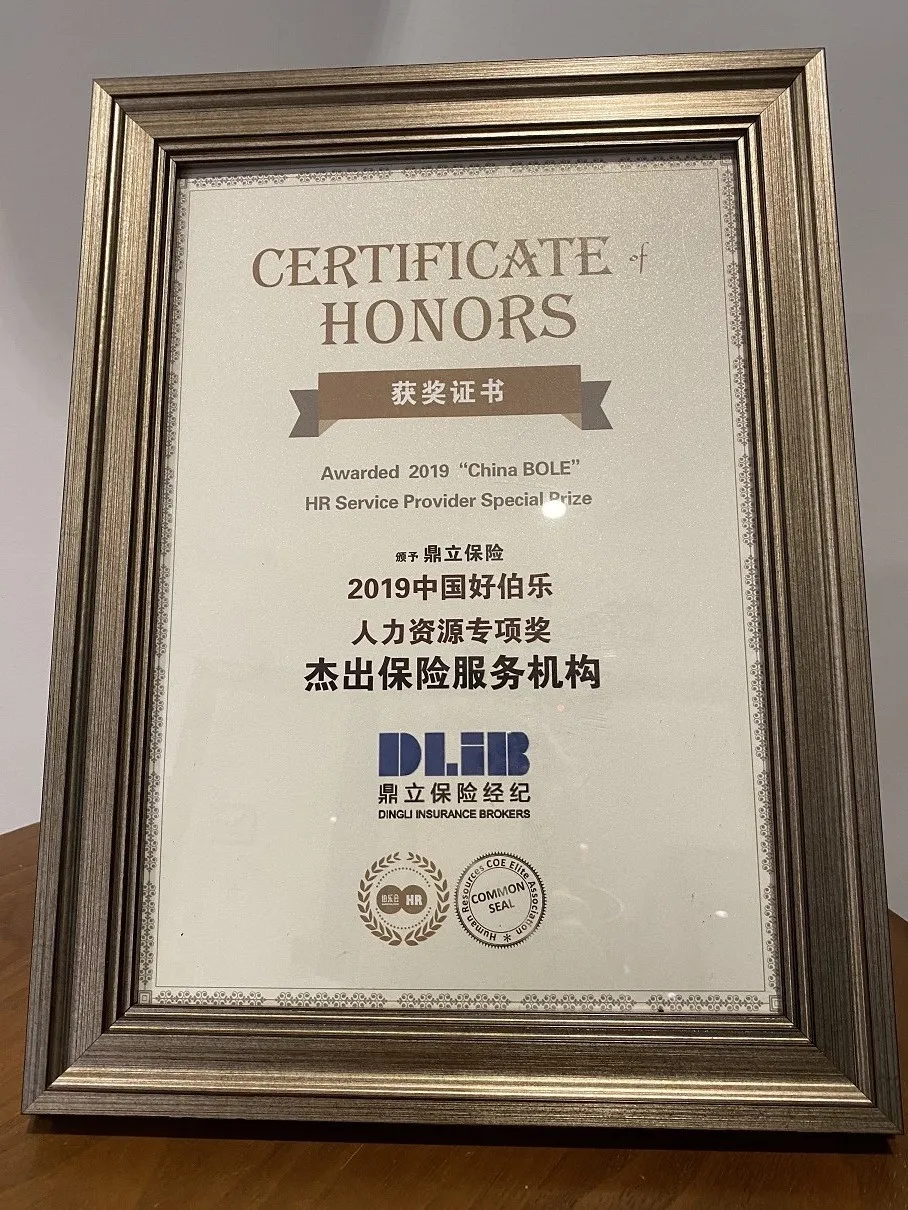 CERTIFICATE of
HONORS
获奖证书
Awarded 2019 “China BOLE”
HR Service Provider Special Prize
颁予 鼎立保险
2019中国好伯乐
人力资源专项奖
杰出保险服务机构
DLiB
鼎立保险经纪
DINGLI INSURANCE BROKERS
伯乐会 HR
Human Resources COE Elite Association
COMMON
SEAL